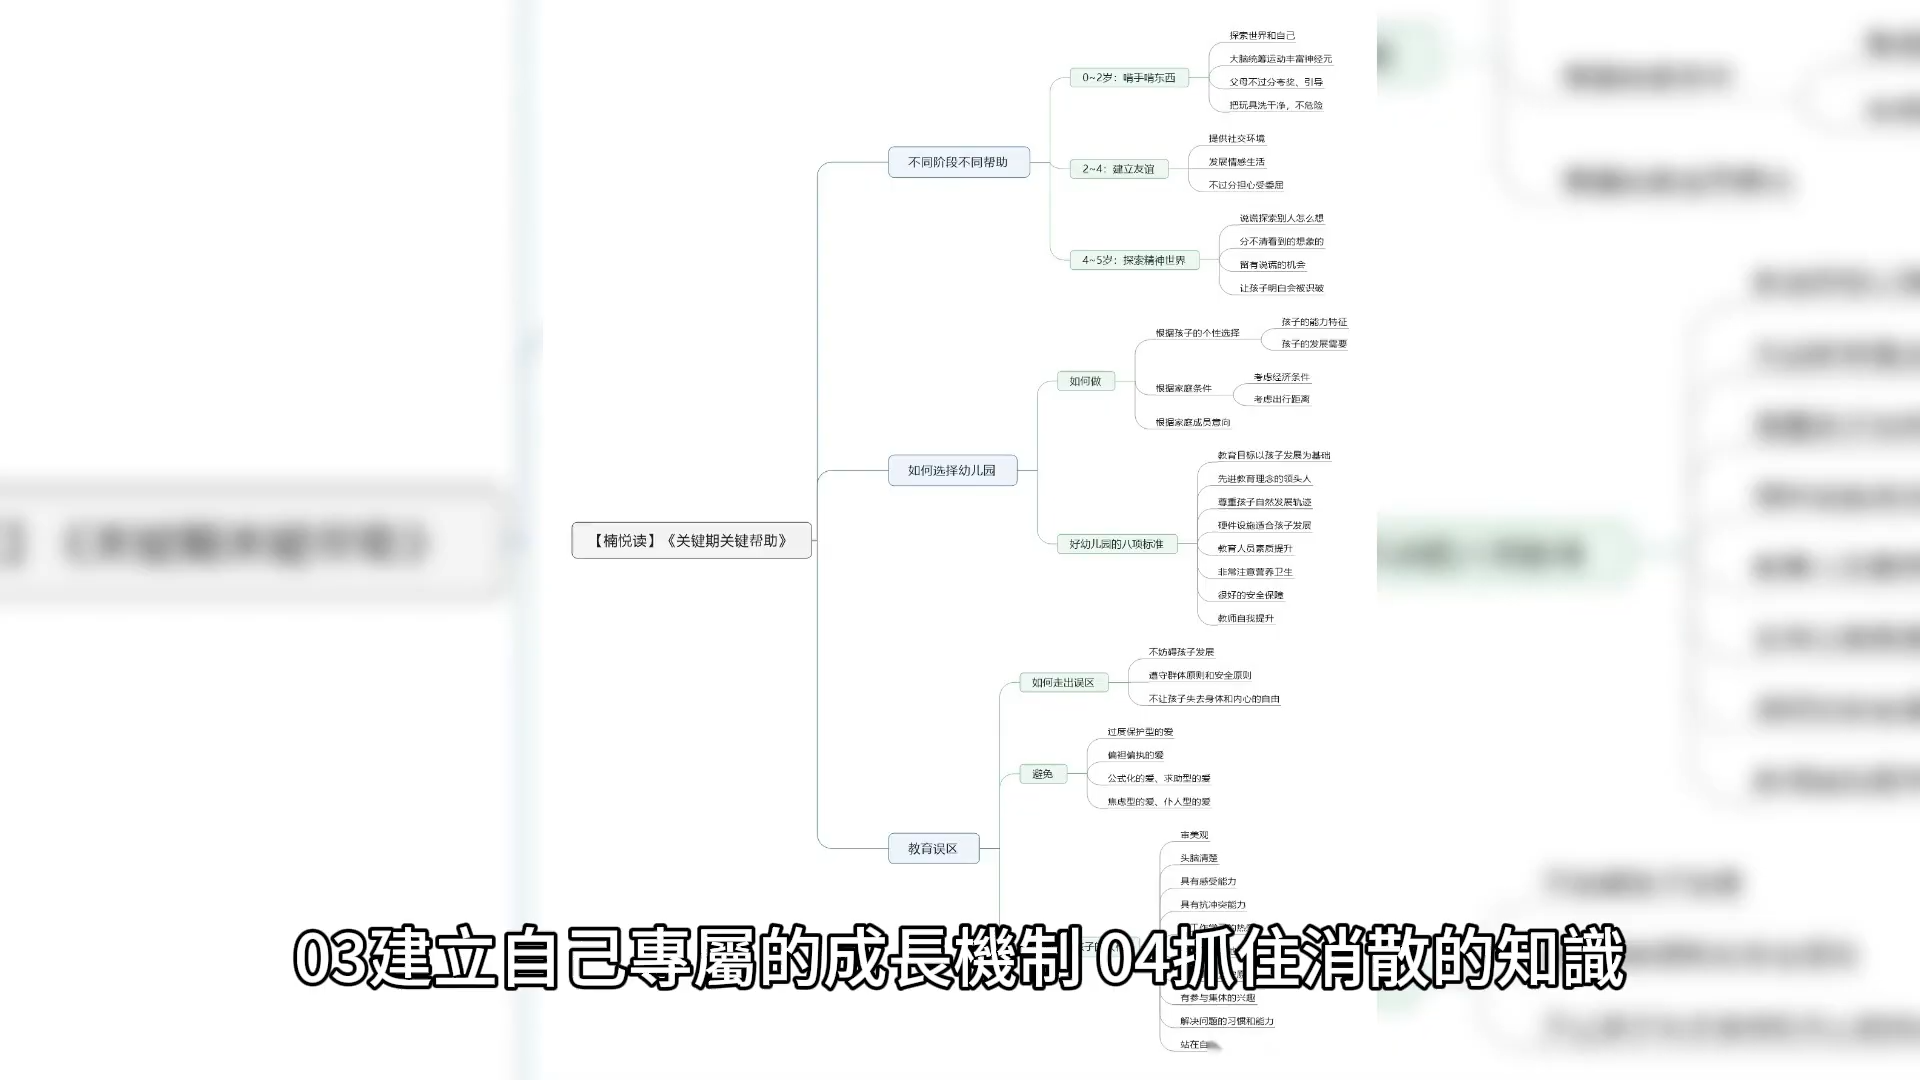 【楠悦读】《关键期关键帮助》
不同阶段不同帮助
0~2岁：啃手啃东西
探索世界和自己
大脑统筹运动丰富神经元
父母不过分夸奖、引导
把玩具洗干净，不危险
2~4：建立友谊
提供社交环境
发展情感生活
不过分担心受委屈
4~5岁：探索精神世界
说谎探索别人怎么想
分不清看到的想象的
留有说谎的机会
让孩子明白会被识破
如何选择幼儿园
如何做
根据孩子的个性选择
孩子的能力特征
孩子的发展需要
根据家庭条件
考虑经济条件
考虑出行距离
根据家庭成员意向
好幼儿园的八项标准
教育目标以孩子发展为基础
先进教育理念的领头人
尊重孩子自然发展轨迹
硬件设施适合孩子发展
教育人员素质提升
非常注意营养卫生
很好的安全保障
教师自我提升
教育误区
如何走出误区
不妨碍孩子发展
遵守群体原则和安全原则
不让孩子失去身体和内心的自由
避免
过度保护型的爱
偏袒偏执的爱
公式化的爱、求助型的爱
焦虑型的爱、仆人型的爱
审美观
头脑清楚
具有感受能力
具有抗冲突能力
有参与集体的兴趣
解决问题的习惯和能力
站在
03建立自己專屬的成長機制 04抓住消散的知識